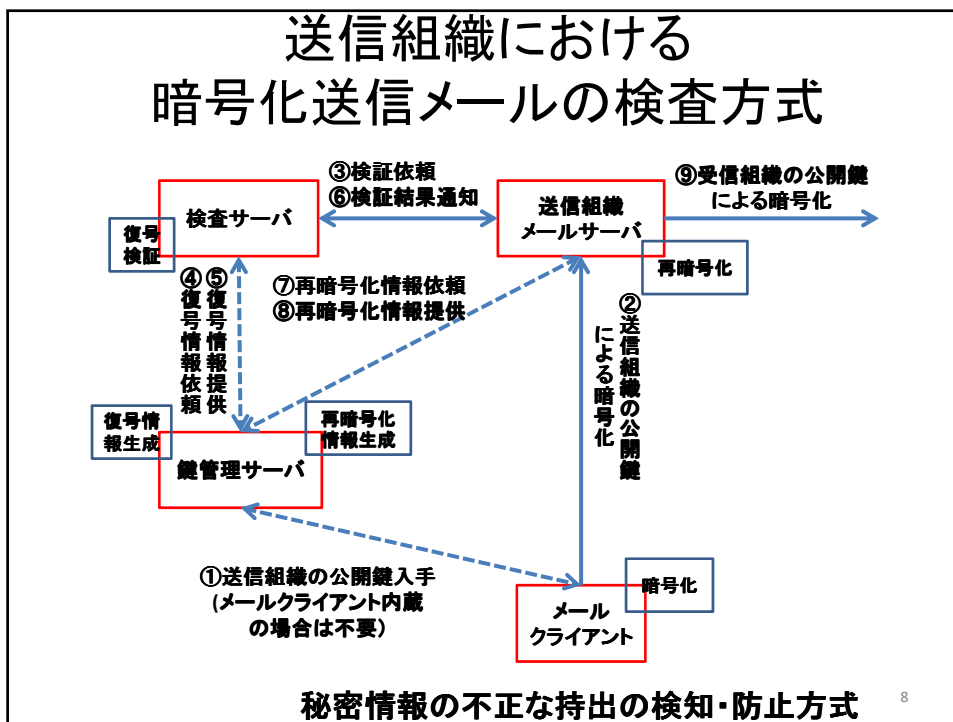 送信組織における
暗号化送信メールの検査方式
③検証依頼
⑥検証結果通知
⑨受信組織の公開鍵
による暗号化
検査サーバ
送信組織
メールサーバ
復号
検証
再暗号化
④復号情報依頼
⑤復号情報提供
⑦再暗号化情報依頼
⑧再暗号化情報提供
②送信組織の公開鍵
による暗号化
復号情
報生成
再暗号化
情報生成
鍵管理サーバ
①送信組織の公開鍵入手
(メールクライアント内蔵
の場合は不要)
暗号化
メール
クライアント
秘密情報の不正な持出の検知・防止方式
8